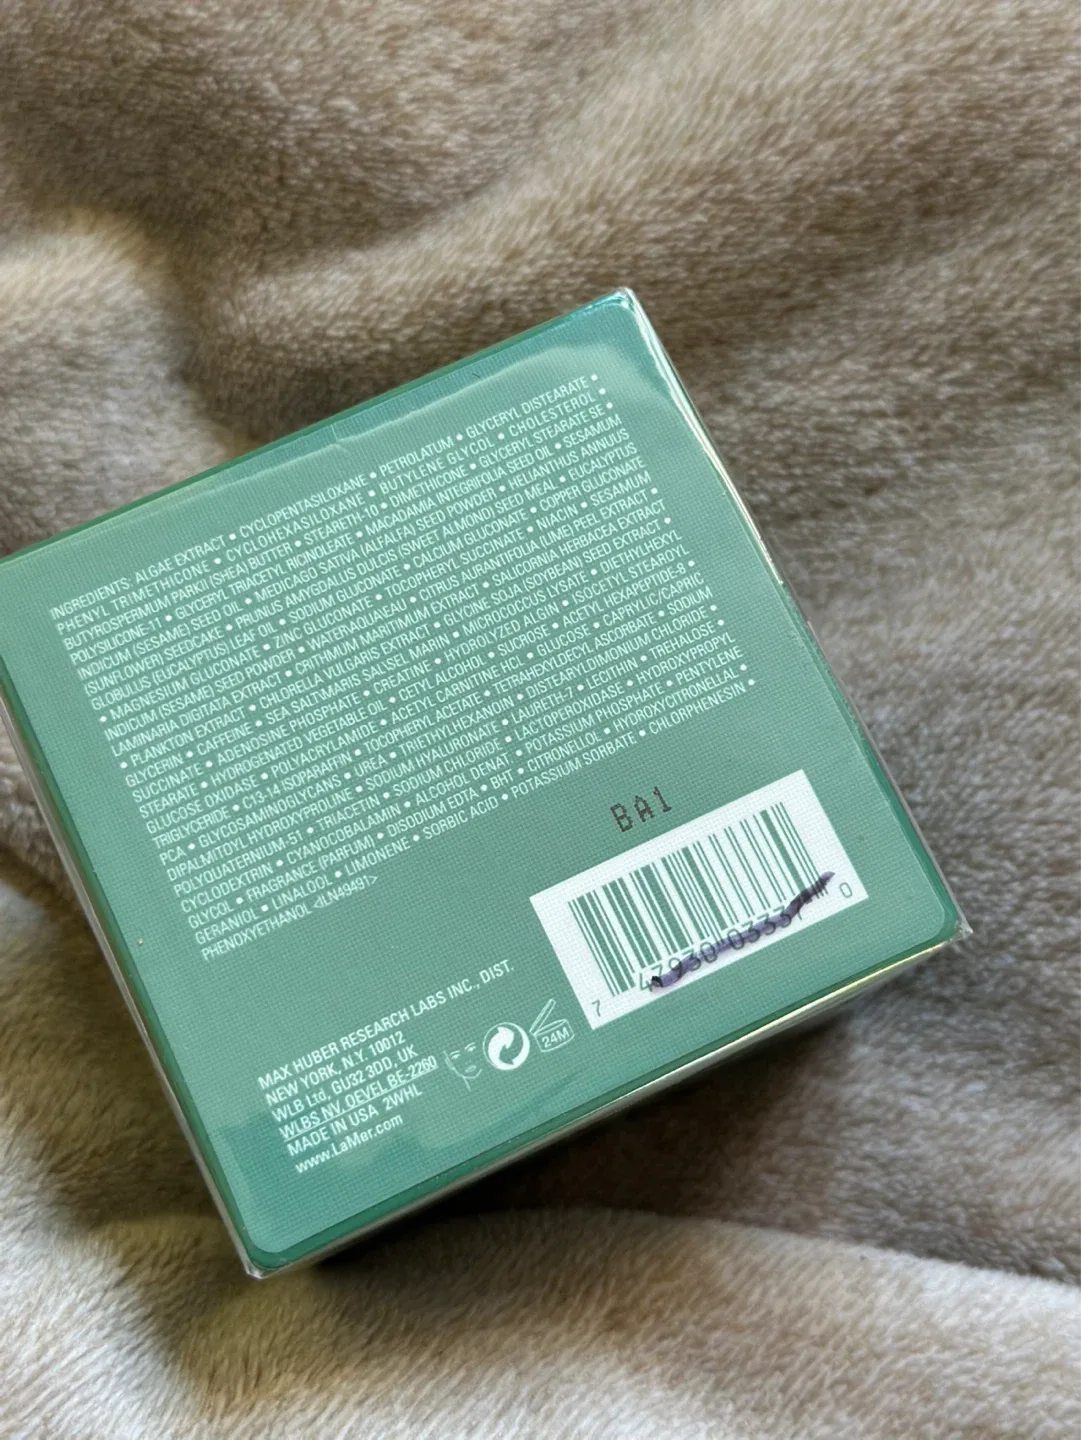 INGREDIENTS: ALGAE EXTRACT • CYCLOPENTASILOXANE • PETROLATUM • GLYCERYL DISTEARATE •
PHENYL TRIMETHICONE • CYCLOHEXASILOXANE • BUTYLENE GLYCOL • CHOLESTEROL •
BUTYROSPERMUM PARKII (SHEA) BUTTER • STEARETH-10 • DIMETHICONE • GLYCERYL STEARATE SE •
POLYSILICONE-11 • GLYCERYL TRIACETYL RICINOLEATE • MACADAMIA INTEGRIFOLIA SEED OIL • SESAMUM
INDICUM (SESAME) SEED OIL • MEDICAGO SATIVA (ALFALFA) SEED POWDER • HELIANTHUS ANNUUS
(SUNFLOWER) SEEDCAKE • PRUNUS AMYGDALUS DULCIS (SWEET ALMOND) SEED MEAL • EUCALYPTUS
GLOBULUS (EUCALYPTUS) LEAF OIL • SODIUM GLUCONATE • CALCIUM GLUCONATE • COPPER GLUCONATE
• MAGNESIUM GLUCONATE • ZINC GLUCONATE • TOCOPHERYL SUCCINATE • NIACIN • SESAMUM
INDICUM (SESAME) SEED POWDER • WATER\AQUA\EAU • CITRUS AURANTIFOLIA (LIME) PEEL EXTRACT •
LAMINARIA DIGITATA EXTRACT • CRITHMUM MARITIMUM EXTRACT • SALICORNIA HERBACEA EXTRACT
• PLANKTON EXTRACT • CHLORELLA VULGARIS EXTRACT • GLYCINE SOJA (SOYBEAN) SEED EXTRACT •
GLYCERIN • CAFFEINE • SEA SALT\MARIS SAL\SEL MARIN • MICROCOCCUS LYSATE • DIETHYLHEXYL
SUCCINATE • ADENOSINE PHOSPHATE • CREATINE • HYDROLYZED ALGIN • ISOCETYL STEAROYL
STEARATE • HYDROGENATED VEGETABLE OIL • CETYL ALCOHOL • SUCROSE • ACETYL HEXAPEPTIDE-8 •
GLUCOSE OXIDASE • POLYACRYLAMIDE • ACETYL CARNITINE HCL • GLUCOSE • CAPRYLIC/CAPRIC
TRIGLYCERIDE • C13-14 ISOPARAFFIN • TOCOPHERYL ACETATE • TETRAHEXYLDECYL ASCORBATE • SODIUM
PCA • GLYCOSAMINOGLYCANS • UREA • TRIETHYLHEXANOIN • DISTEARYLDIMONIUM CHLORIDE •
DIPALMITOYL HYDROXYPROLINE • SODIUM HYALURONATE • LAURETH-7 • LECITHIN • TREHALOSE •
POLYQUATERNIUM-51 • TRIACETIN • SODIUM CHLORIDE • LACTOPEROXIDASE • HYDROXYPROPYL
CYCLODEXTRIN • CYANOCOBALAMIN • ALCOHOL DENAT • POTASSIUM PHOSPHATE • PENTYLENE
GLYCOL • FRAGRANCE (PARFUM) • DISODIUM EDTA • BHT • CITRONELLOL • HYDROXYCITRONELLAL •
GERANIOL • LINALOOL • LIMONENE • SORBIC ACID • POTASSIUM SORBATE • CHLORPHENESIN •
PHENOXYETHANOL <ILN49491>
BA1
7 47930 03337 0
MAX HUBER RESEARCH LABS INC., DIST.
NEW YORK, N.Y. 10012
WLB Ltd, GU32 3DD, UK
WLBS NV. OEVEL BE-2260
MADE IN USA 2WHL
www.LaMer.com
24M